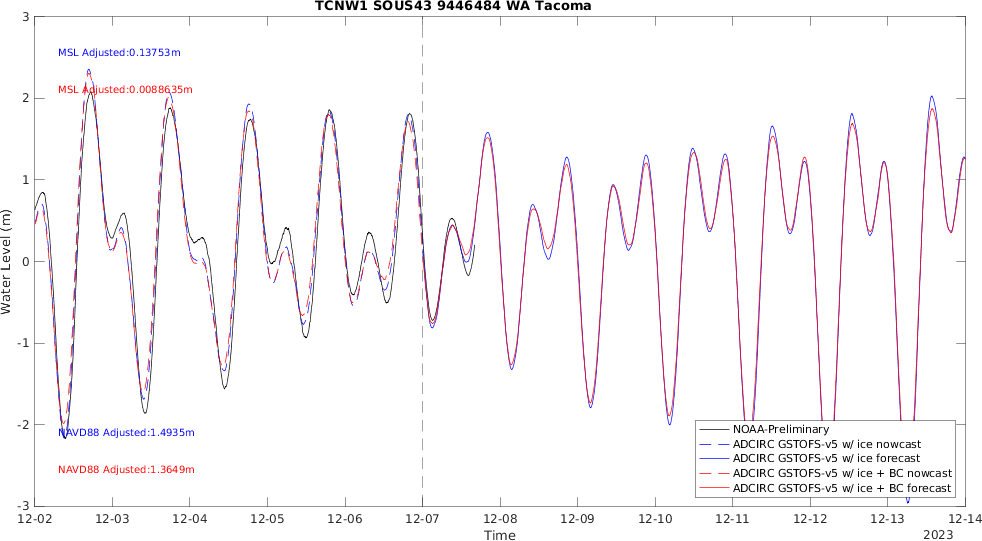 TCNW1 SOUS43 9446484 WA Tacoma
3
MSL Adjusted:0.13753m
MSL Adjusted:0.0088635m
2
1
0
-1
-2
-3
Water Level (m)
NAVD88 Adjusted:1.4935m
NAVD88 Adjusted:1.3649m
NOAA-Preliminary
ADCIRC GSTOFS-v5 w/ ice nowcast
ADCIRC GSTOFS-v5 w/ ice forecast
ADCIRC GSTOFS-v5 w/ ice + BC nowcast
ADCIRC GSTOFS-v5 w/ ice + BC forecast
12-02 12-03 12-04 12-05 12-06 12-07 12-08 12-09 12-10 12-11 12-12 12-13 12-14
Time
2023